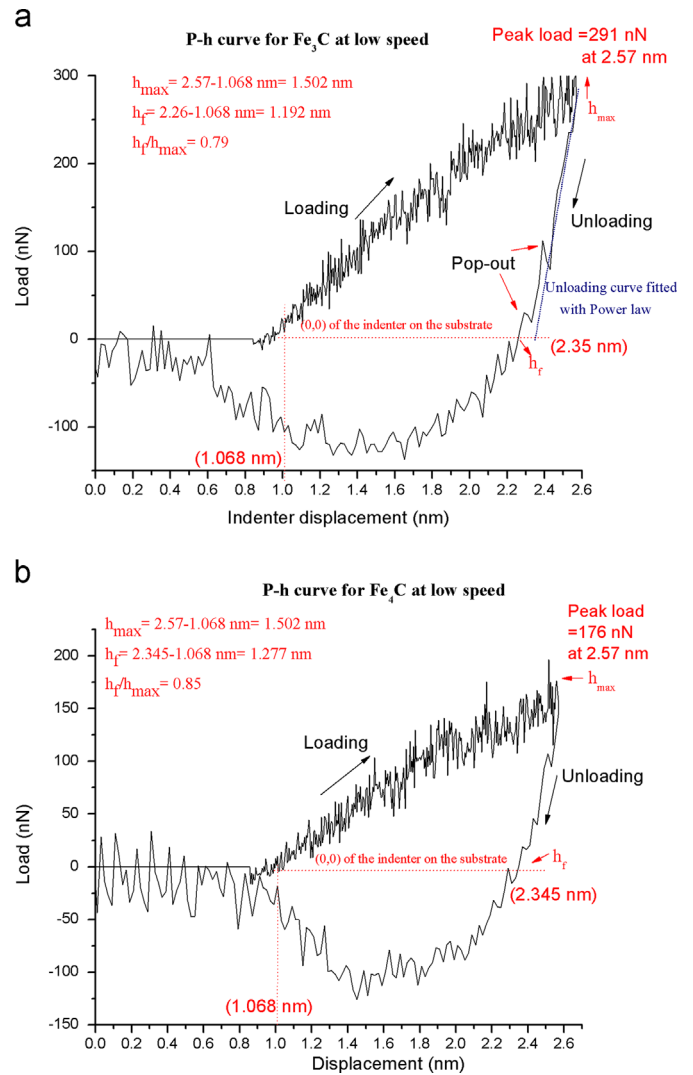 a
P-h curve for Fe₃C at low speed
Peak load =291 nN
at 2.57 nm
hmax= 2.57-1.068 nm= 1.502 nm
hf= 2.26-1.068 nm= 1.192 nm
hf/hmax= 0.79
hmax
Loading
Unloading
Pop-out
Unloading curve fitted
with Power law
(0,0) of the indenter on the substrate
(2.35 nm)
hf
(1.068 nm)
Load (nN)
300
200
100
0
-100
0.0 0.2 0.4 0.6 0.8 1.0 1.2 1.4 1.6 1.8 2.0 2.2 2.4 2.6
Indenter displacement (nm)
b
P-h curve for Fe₄C at low speed
Peak load
=176 nN
at 2.57 nm
hmax= 2.57-1.068 nm= 1.502 nm
hf= 2.345-1.068 nm= 1.277 nm
hf/hmax= 0.85
hmax
Loading
Unloading
(0,0) of the indenter on the substrate
hf
(2.345 nm)
(1.068 nm)
Load (nN)
200
150
100
50
0
-50
-100
-150
0.0 0.2 0.4 0.6 0.8 1.0 1.2 1.4 1.6 1.8 2.0 2.2 2.4 2.6
Displacement (nm)